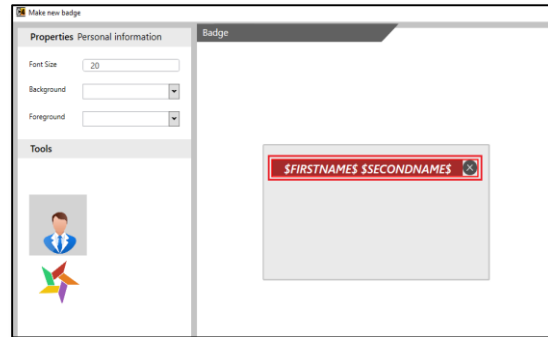 Make new badge
Properties Personal information
Font Size
20
Background
Foreground
Tools
Badge
$FIRSTNAME$ $SECONDNAME$